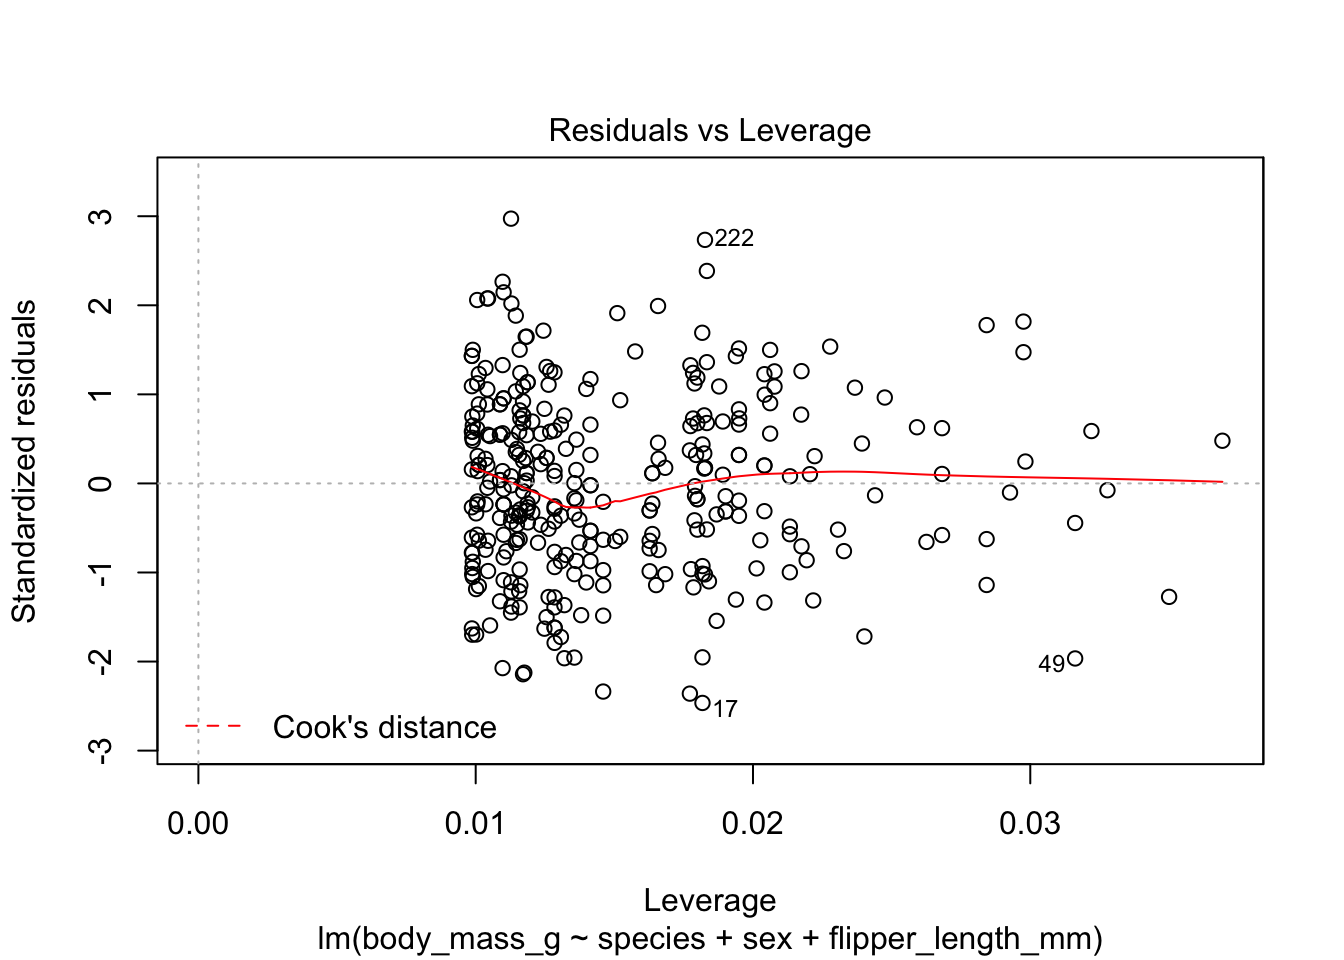 Residuals vs Leverage
Standardized residuals
3
2
1
0
-1
-2
-3
222
49
17
Cook's distance
0.00 0.01 0.02 0.03
Leverage
lm(body_mass_g ~ species + sex + flipper_length_mm)